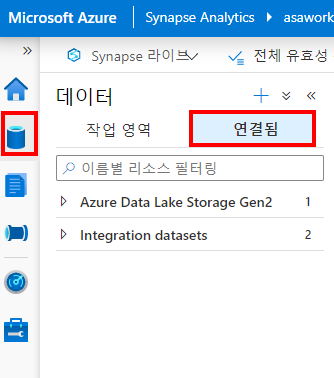 Microsoft Azure Synapse Analytics ▸ asawork
Synapse 라이브 전체 유효성
데이터
작업 영역 연결됨
이름별 리소스 필터링
Azure Data Lake Storage Gen2 1
Integration datasets 2